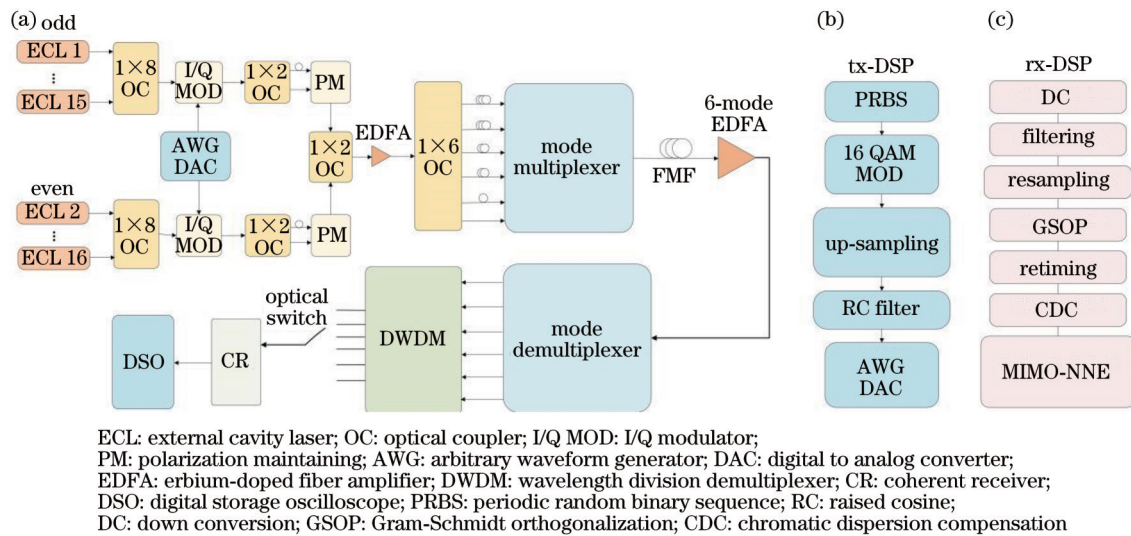 (a)
odd
ECL 1
...
ECL 15
1×8
OC
I/Q
MOD
1×2
OC
PM
AWG
DAC
even
ECL 2
...
ECL 16
1×8
OC
I/Q
MOD
1×2
OC
PM
1×2
OC
EDFA
1×6
OC
mode
multiplexer
FMF
6-mode
EDFA
mode
demultiplexer
DWDM
optical
switch
CR
DSO
(b)
tx-DSP
PRBS
16 QAM
MOD
up-sampling
RC filter
AWG
DAC
(c)
rx-DSP
DC
filtering
resampling
GSOP
retiming
CDC
MIMO-NNE
ECL: external cavity laser; OC: optical coupler; I/Q MOD: I/Q modulator;
PM: polarization maintaining; AWG: arbitrary waveform generator; DAC: digital to analog converter;
EDFA: erbium-doped fiber amplifier; DWDM: wavelength division demultiplexer; CR: coherent receiver;
DSO: digital storage oscilloscope; PRBS: periodic random binary sequence; RC: raised cosine;
DC: down conversion; GSOP: Gram-Schmidt orthogonalization; CDC: chromatic dispersion compensation